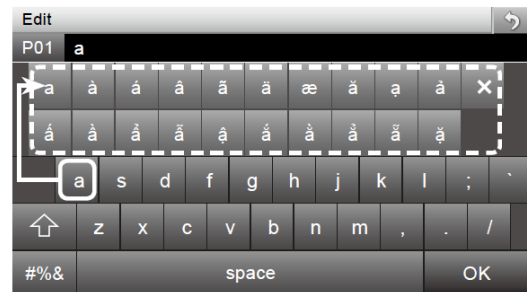 Edit
P01 a
a à á â ã ä æ ă ạ ả ×
ấ ầ ẩ ẫ ậ ắ ằ ẳ ẵ ặ
a s d f g h j k l ; `
z x c v b n m , . /
#%& space OK